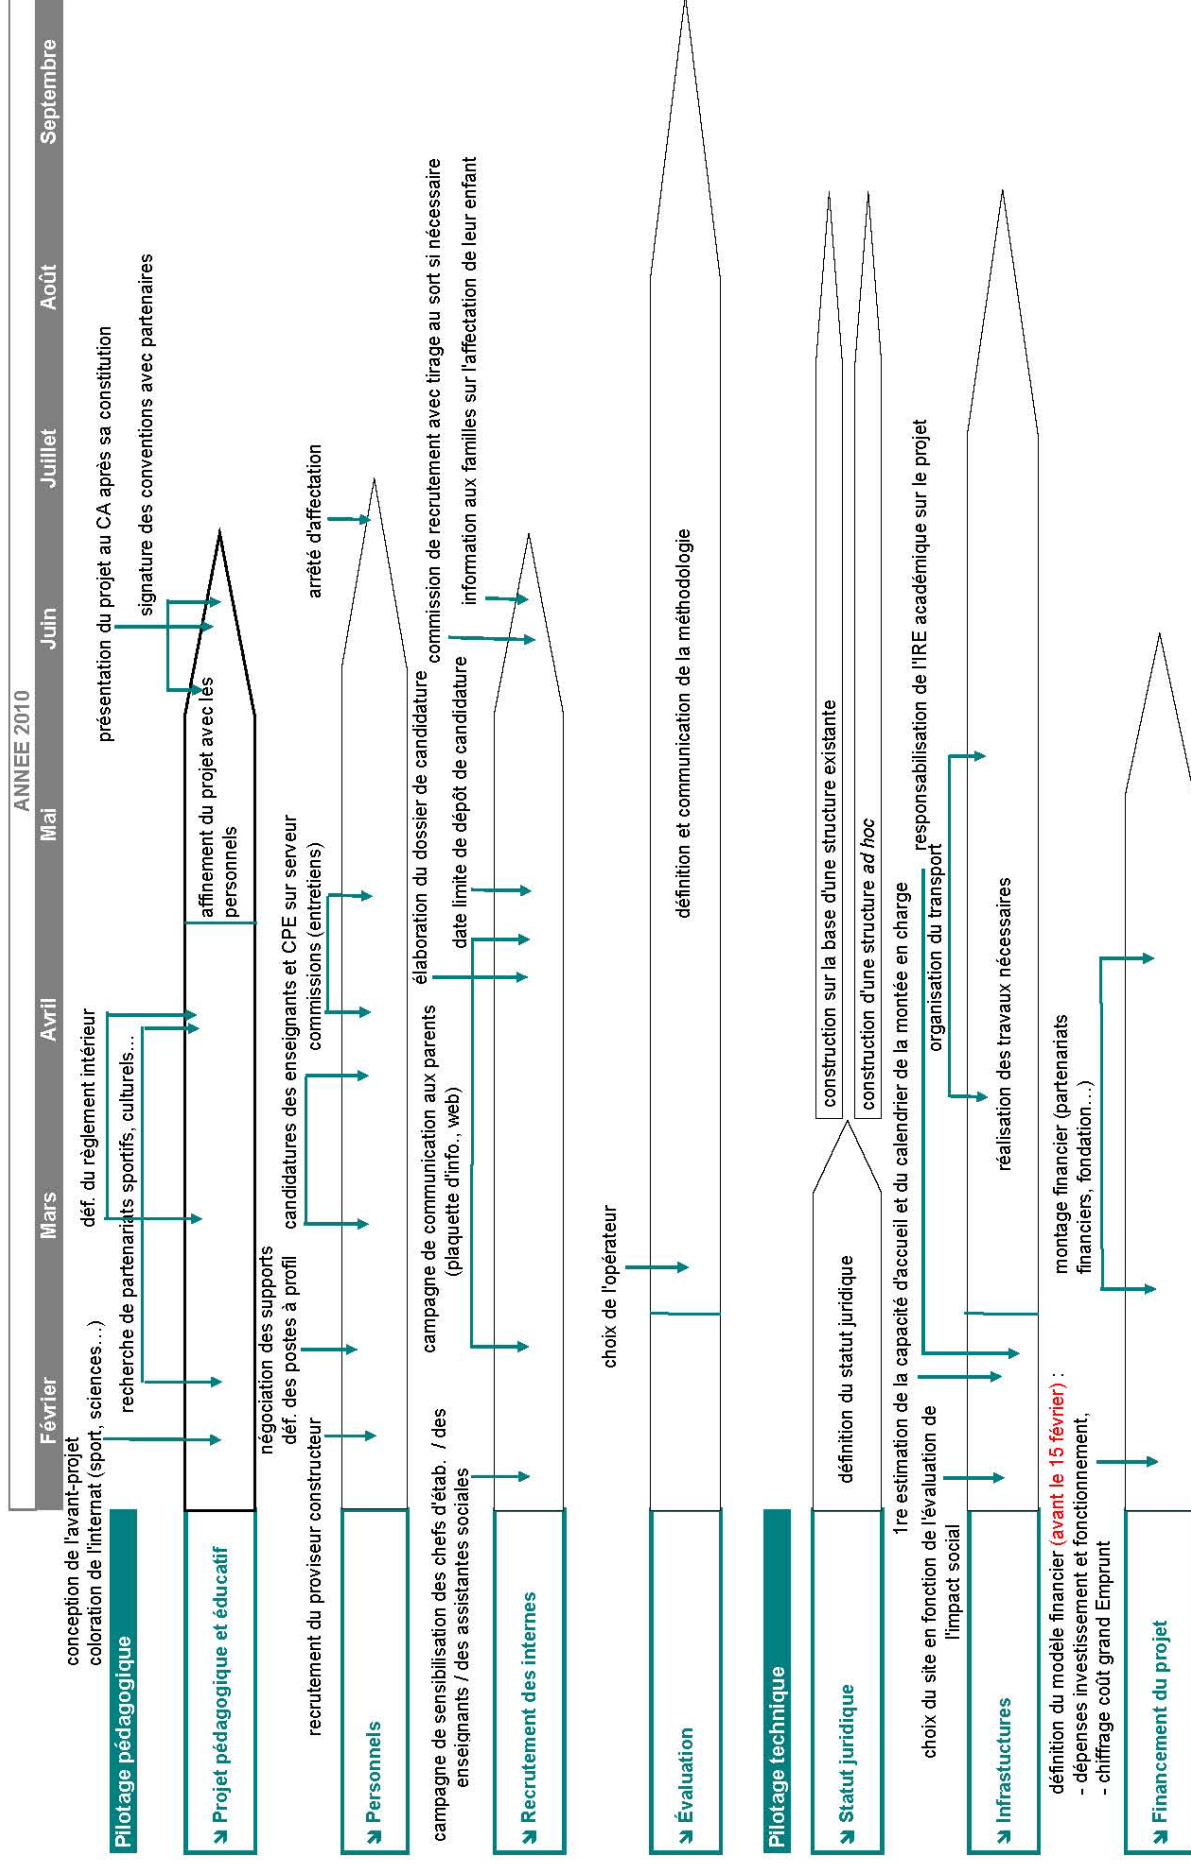 ANNEE 2010
Février Mars Avril Mai Juin Juillet Août Septembre
conception de l'avant-projet
coloration de l'internat (sport, sciences…)
déf. du règlement intérieur
recherche de partenariats sportifs, culturels…
présentation du projet au CA après sa constitution
signature des conventions avec partenaires
Pilotage pédagogique
Projet pédagogique et éducatif
affinement du projet avec les
personnels
négociation des supports
déf. des postes à profil
recrutement du proviseur constructeur
candidatures des enseignants et CPE sur serveur
commissions (entretiens)
arrêté d'affectation
Personnels
campagne de sensibilisation des chefs d'étab. / des
enseignants / des assistantes sociales
campagne de communication aux parents
(plaquette d'info., web)
élaboration du dossier de candidature
date limite de dépôt de candidature
commission de recrutement avec tirage au sort si nécessaire
information aux familles sur l'affectation de leur enfant
Recrutement des internes
choix de l'opérateur
Évaluation
définition et communication de la méthodologie
Pilotage technique
Statut juridique
définition du statut juridique
construction sur la base d'une structure existante
construction d'une structure ad hoc
1re estimation de la capacité d'accueil et du calendrier de la montée en charge
responsabilisation de l'IRE académique sur le projet
choix du site en fonction de l'évaluation de
l'impact social
organisation du transport
Infrastuctures
réalisation des travaux nécessaires
définition du modèle financier (avant le 15 février) :
- dépenses investissement et fonctionnement,
- chiffrage coût grand Emprunt
montage financier (partenariats
financiers, fondation…)
Financement du projet